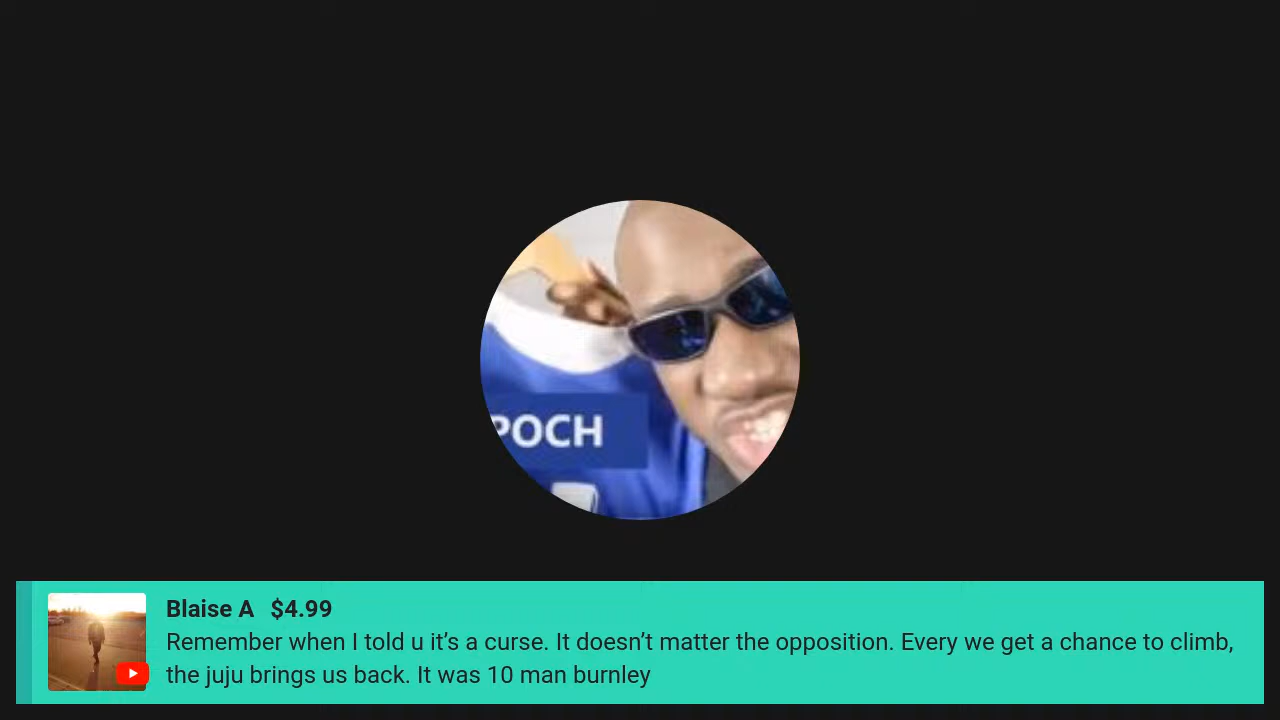 POCH
Blaise A $4.99
Remember when I told u it’s a curse. It doesn’t matter the opposition. Every we get a chance to climb,
the juju brings us back. It was 10 man burnley